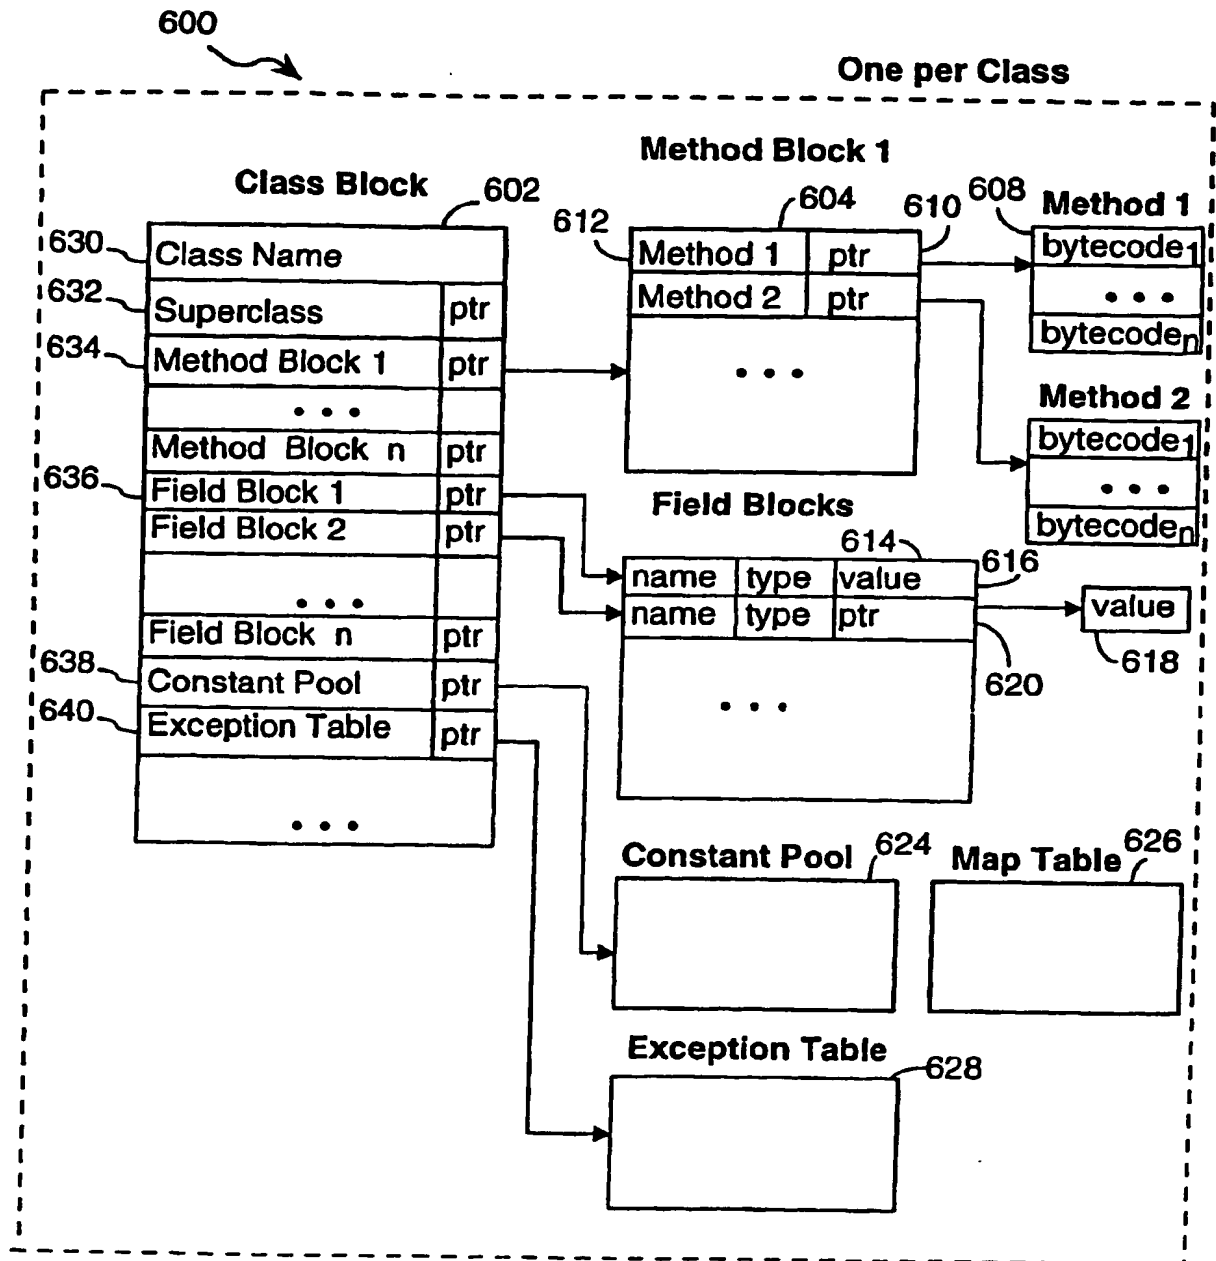 600
One per Class
Class Block
602
630
Class Name
632
Superclass ptr
634
Method Block 1 ptr
• • •
Method Block n ptr
636
Field Block 1 ptr
Field Block 2 ptr
• • •
Field Block n ptr
638
Constant Pool ptr
640
Exception Table ptr
• • •
Method Block 1
604
610
612
Method 1 ptr
Method 2 ptr
• • •
608
Method 1
bytecode1
• • •
bytecoden
Method 2
bytecode1
• • •
bytecoden
Field Blocks
614
616
name type value
name type ptr
620
• • •
value
618
Constant Pool
624
Map Table
626
Exception Table
628